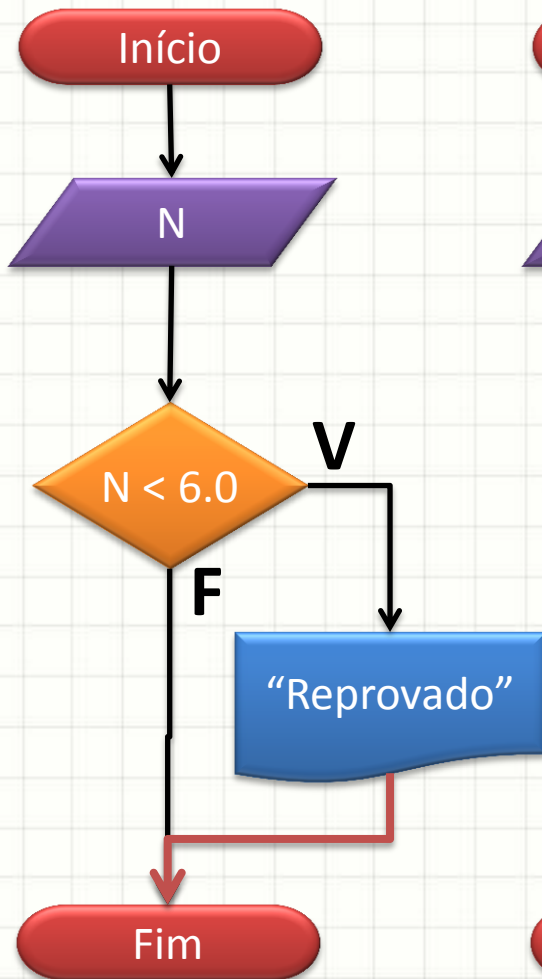 Início
N
V
N < 6.0
F
“Reprovado”
Fim